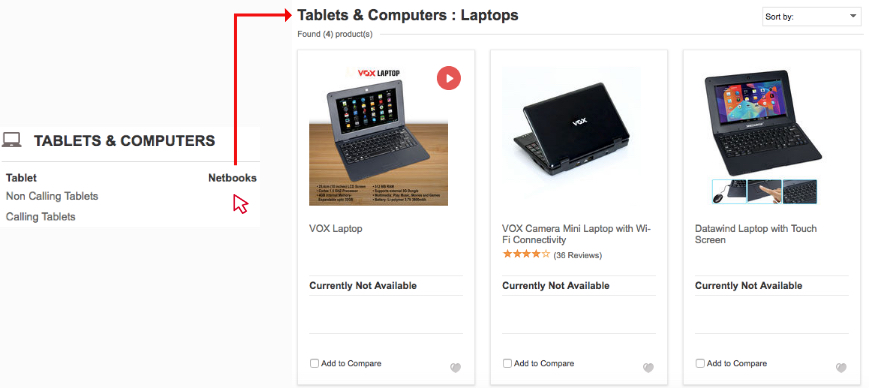 TABLETS & COMPUTERS
Tablet
Netbooks
Non Calling Tablets
Calling Tablets
Tablets & Computers : Laptops
Sort by:
Found (4) product(s)
VOX LAPTOP
VOX Laptop
Currently Not Available
Add to Compare
VOX
VOX Camera Mini Laptop with Wi-
Fi Connectivity
(36 Reviews)
Currently Not Available
Add to Compare
Datawind Laptop with Touch
Screen
Currently Not Available
Add to Compare